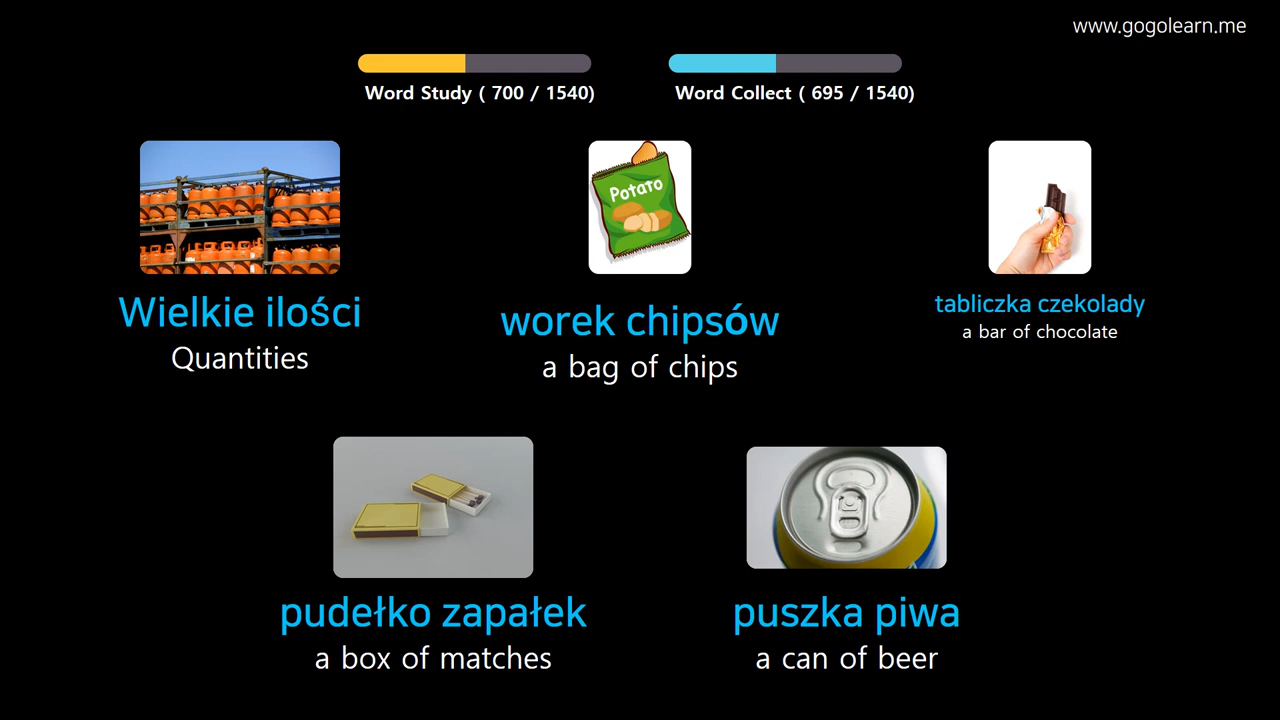 www.gogolearn.me
Word Study ( 700 / 1540)
Word Collect ( 695 / 1540)
Potato
Wielkie ilości
Quantities
worek chipsów
a bag of chips
tabliczka czekolady
a bar of chocolate
pudełko zapałek
a box of matches
puszka piwa
a can of beer